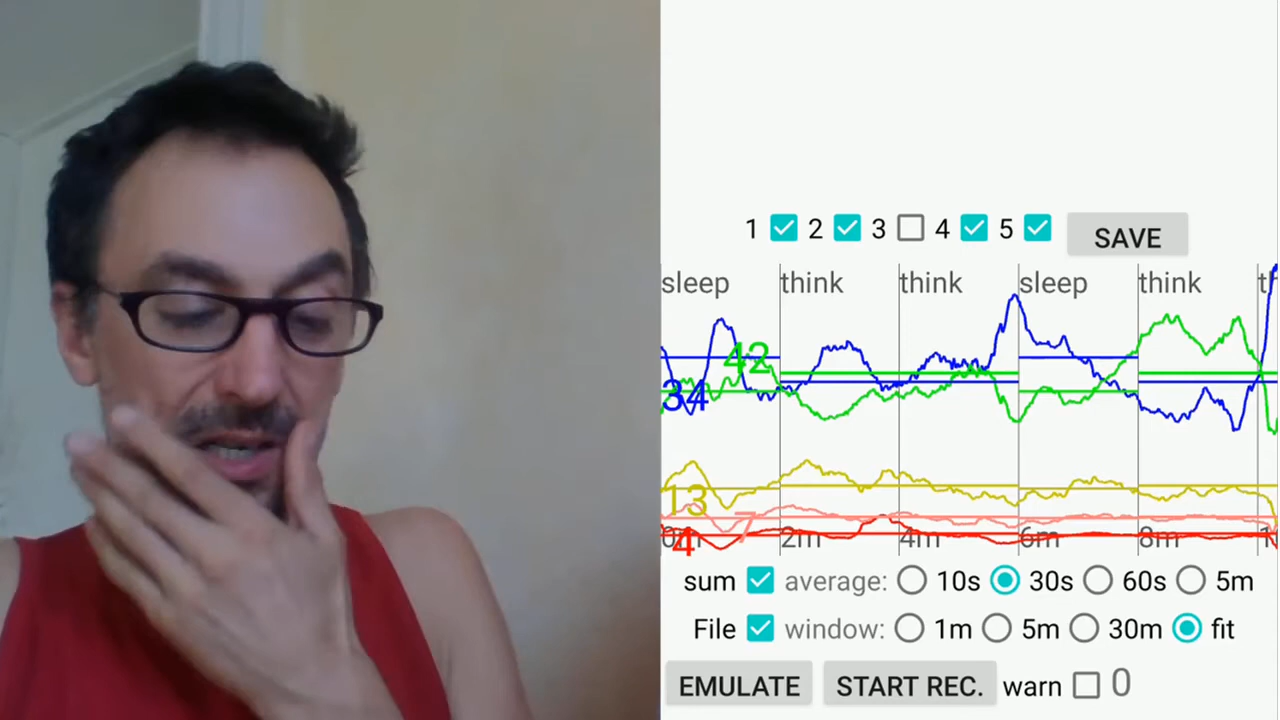 1 2 3 4 5 SAVE
sleep think think sleep think
42
34
13
7
4
2m 4m 6m 8m
sum average: 10s 30s 60s 5m
File window: 1m 5m 30m fit
EMULATE START REC. warn 0